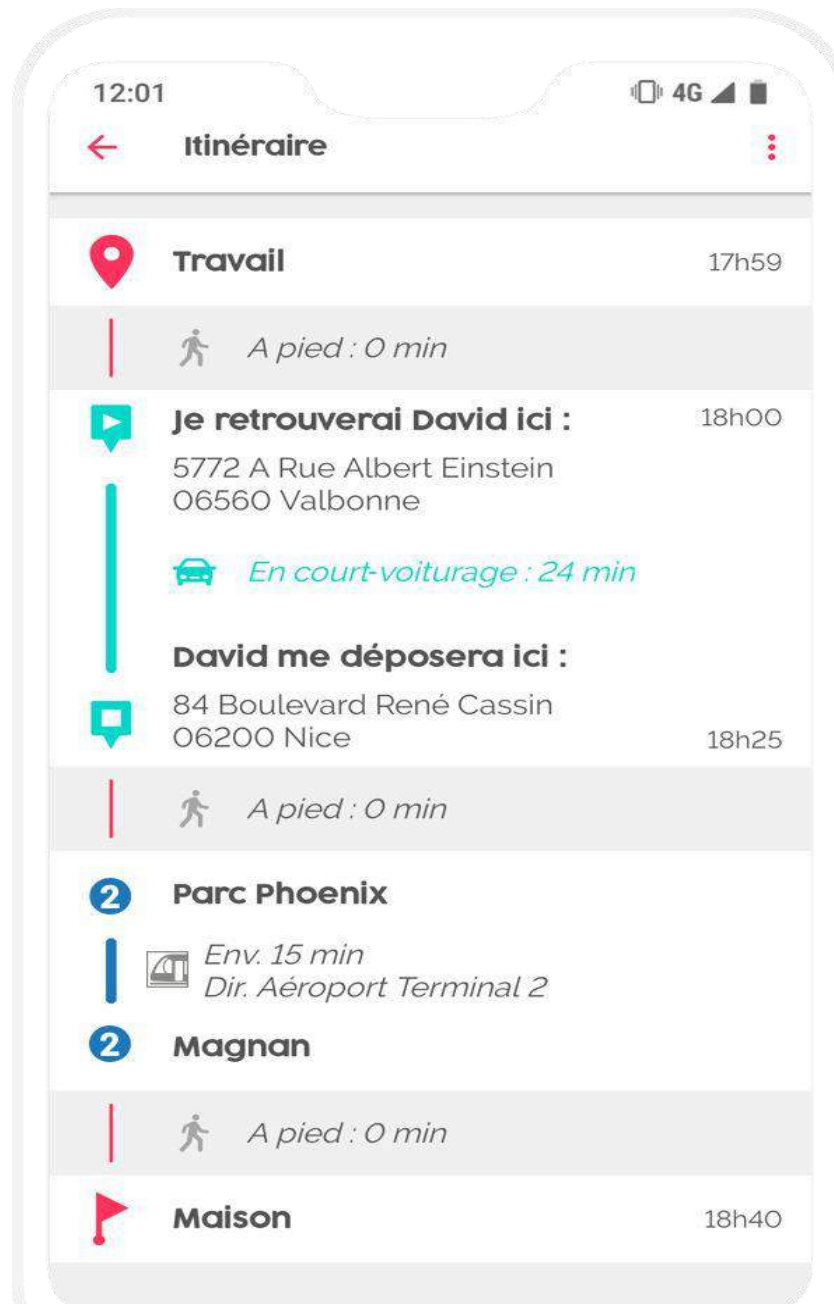 12:01 4G
Itinéraire
Travail 17h59
A pied : 0 min
Je retrouverai David ici : 18h00
5772 A Rue Albert Einstein
06560 Valbonne
En court-voiturage : 24 min
David me déposera ici :
84 Boulevard René Cassin
06200 Nice 18h25
A pied : 0 min
2 Parc Phoenix
Env. 15 min
Dir. Aéroport Terminal 2
2 Magnan
A pied : 0 min
Maison 18h40